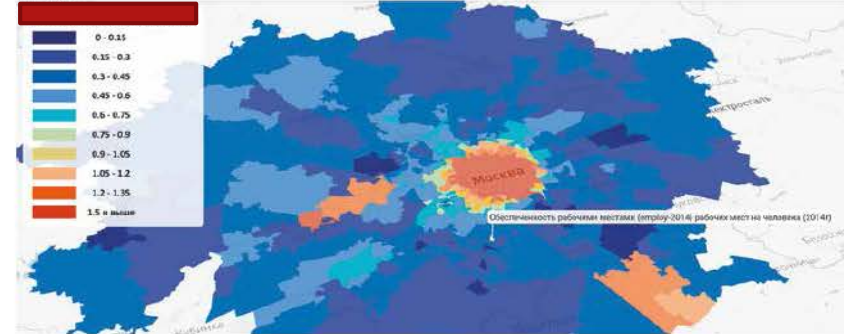 0 - 0.15
0.15 - 0.3
0.3 - 0.45
0.45 - 0.6
0.6 - 0.75
0.75 - 0.9
0.9 - 1.05
1.05 - 1.2
1.2 - 1.35
1.5 и выше
ектросталь
Москва
Обеспеченность рабочими местами (employ-2014) рабочих мест на человека (2014г)
Кубинка